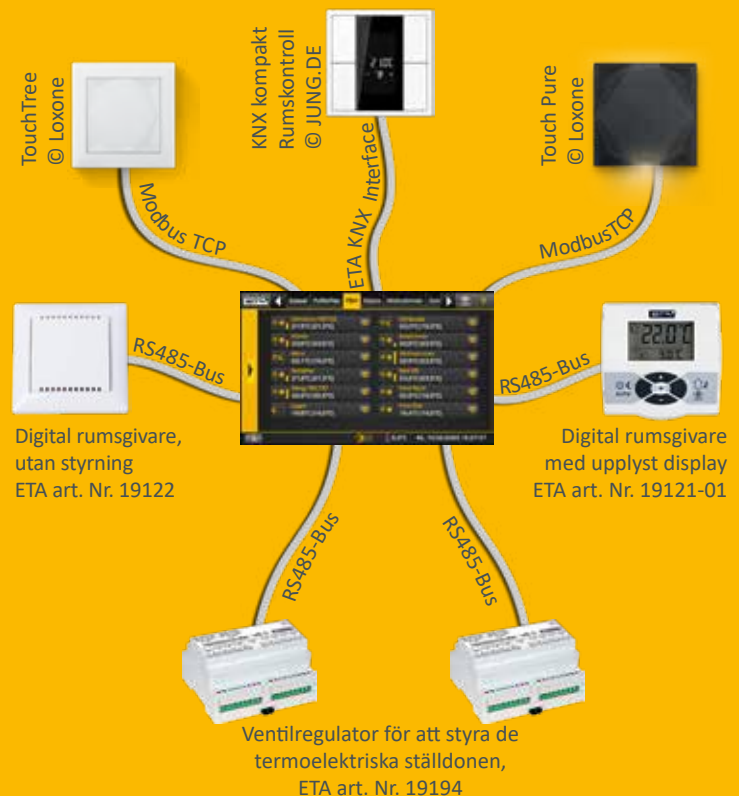 TouchTree
© Loxone
KNX kompakt
Rumskontroll
© JUNG.DE
Touch Pure
© Loxone
Modbus TCP
ETA KNX Interface
ModbusTCP
RS485-Bus
RS485-Bus
22.0°C
AUTO
Digital rumsgivare,
utan styrning
ETA art. Nr. 19122
Digital rumsgivare
med upplyst display
ETA art. Nr. 19121-01
RS485-Bus
RS485-Bus
Ventilregulator för att styra de
termoelektriska ställdonen,
ETA art. Nr. 19194